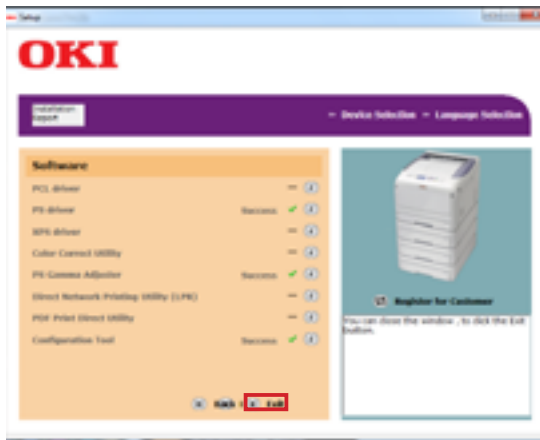 Setup
OKI
Installation
Report
Device Selection
Language Selection
Software
PCL driver
PS driver Success
XPS driver
Color Correct Utility
PS Gamma Adjuster Success
Direct Network Printing Utility (LPR)
PDF Print Direct Utility
Configuration Tool Success
Register for Customer
You can close the window , to click the Exit
button.
Back
Exit